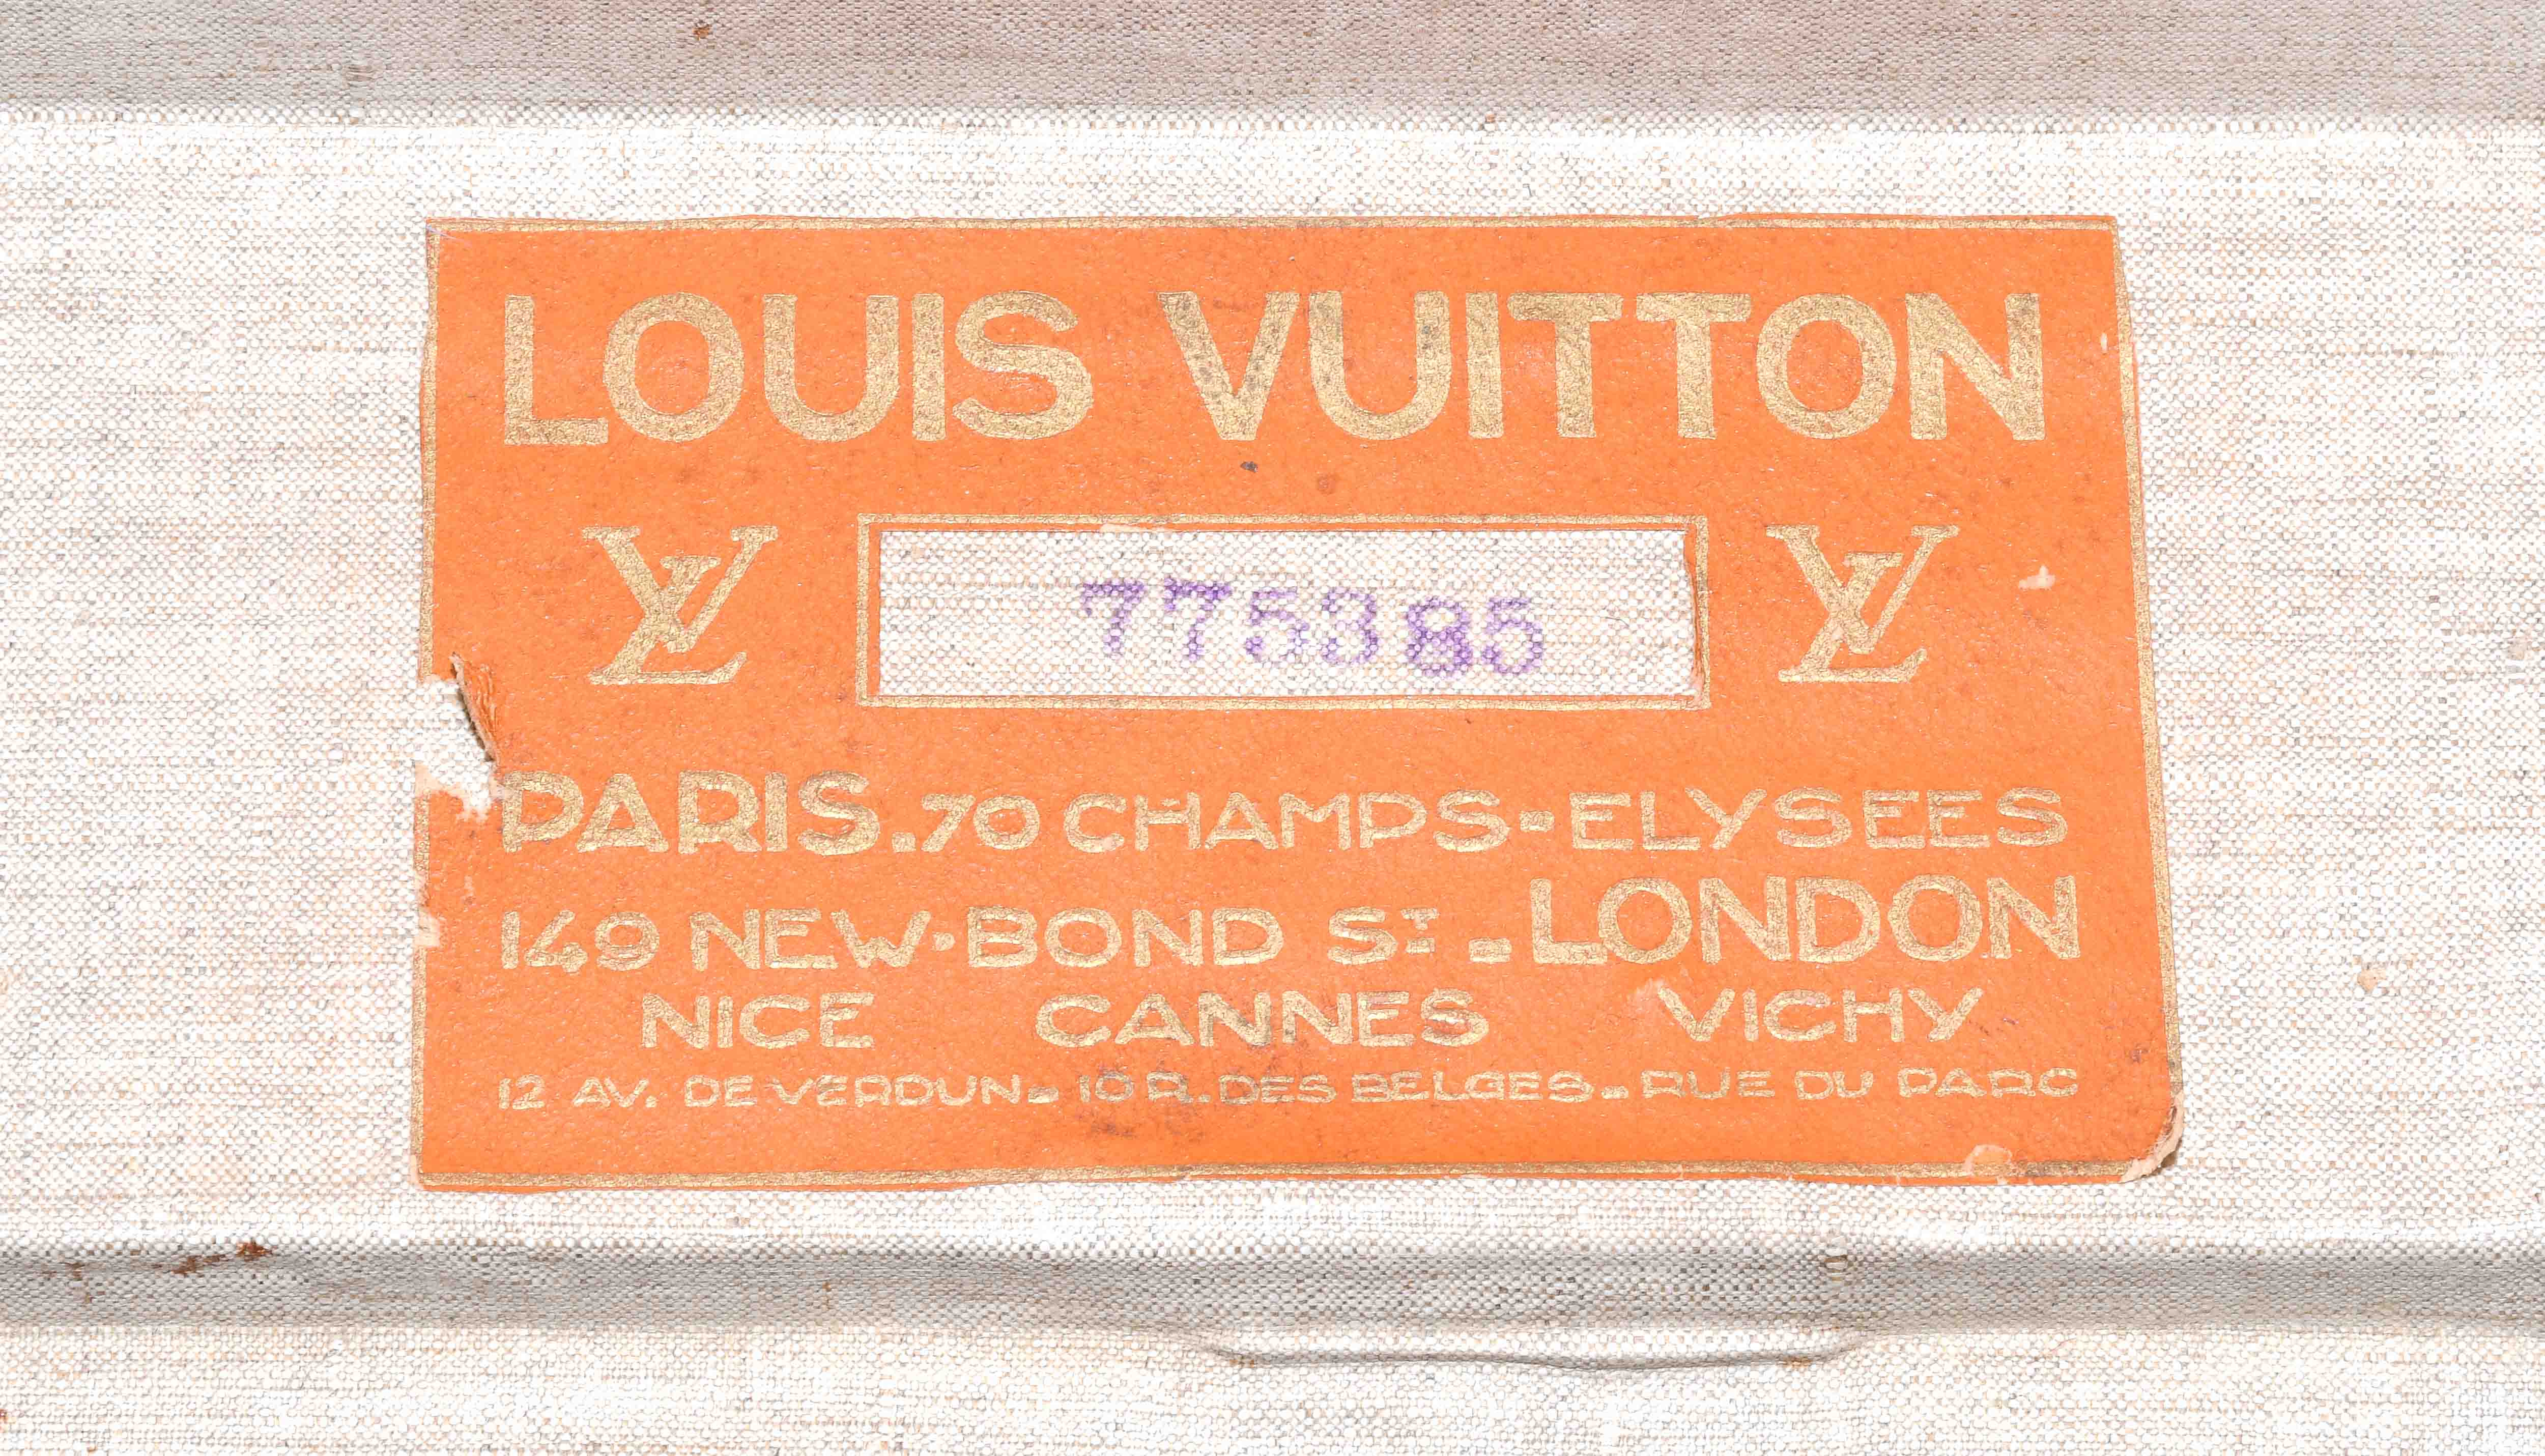 LOUIS VUITTON
LV 775385 LV
PARIS.70 CHAMPS-ELYSEES
149 NEW-BOND ST - LONDON
NICE CANNES VICHY
12 AV. DE VERDUN - 10 R. DES BELGES - RUE DU PARC